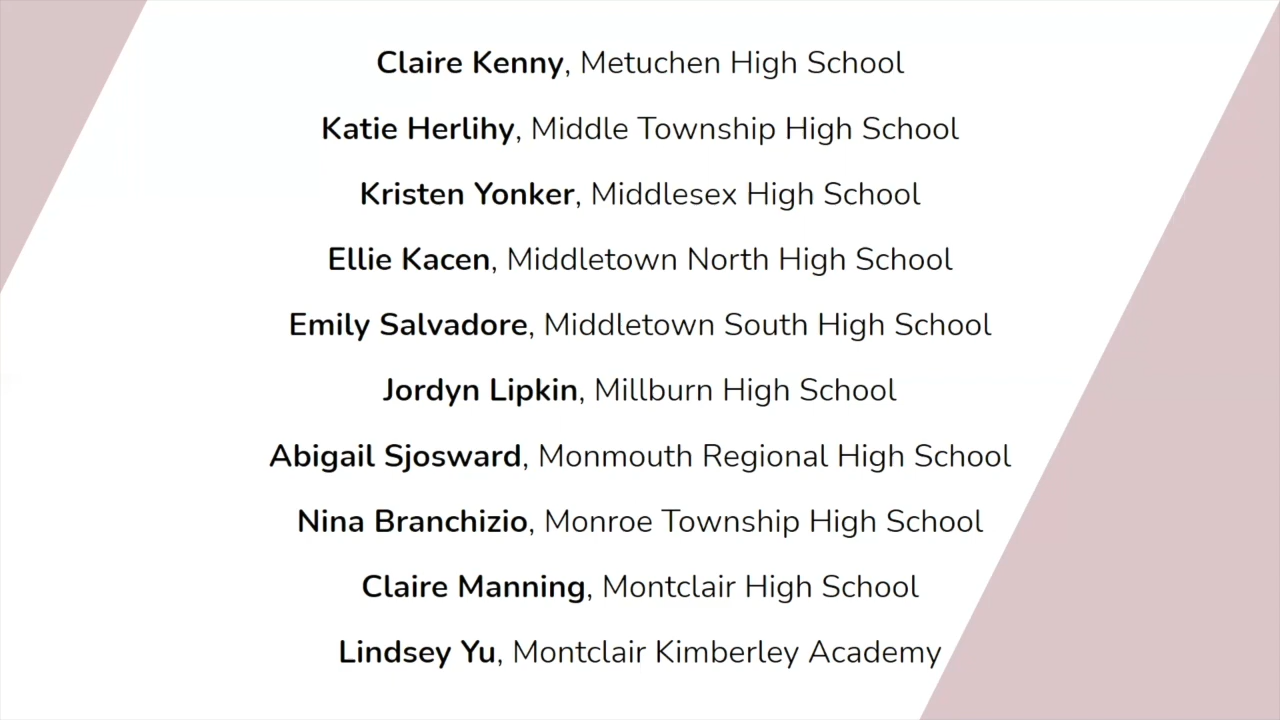 Claire Kenny, Metuchen High School
Katie Herlihy, Middle Township High School
Kristen Yonker, Middlesex High School
Ellie Kacen, Middletown North High School
Emily Salvadore, Middletown South High School
Jordyn Lipkin, Millburn High School
Abigail Sjosward, Monmouth Regional High School
Nina Branchizio, Monroe Township High School
Claire Manning, Montclair High School
Lindsey Yu, Montclair Kimberley Academy